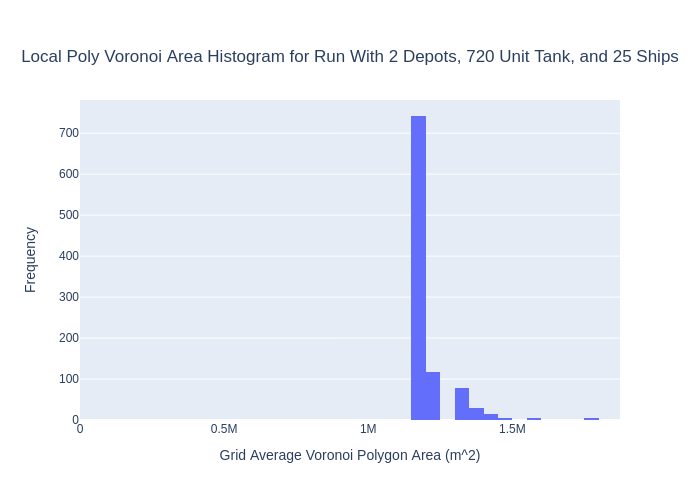 Local Poly Voronoi Area Histogram for Run With 2 Depots, 720 Unit Tank, and 25 Ships
700
600
500
400
300
200
100
0
Frequency
0
0.5M
1M
1.5M
Grid Average Voronoi Polygon Area (m^2)